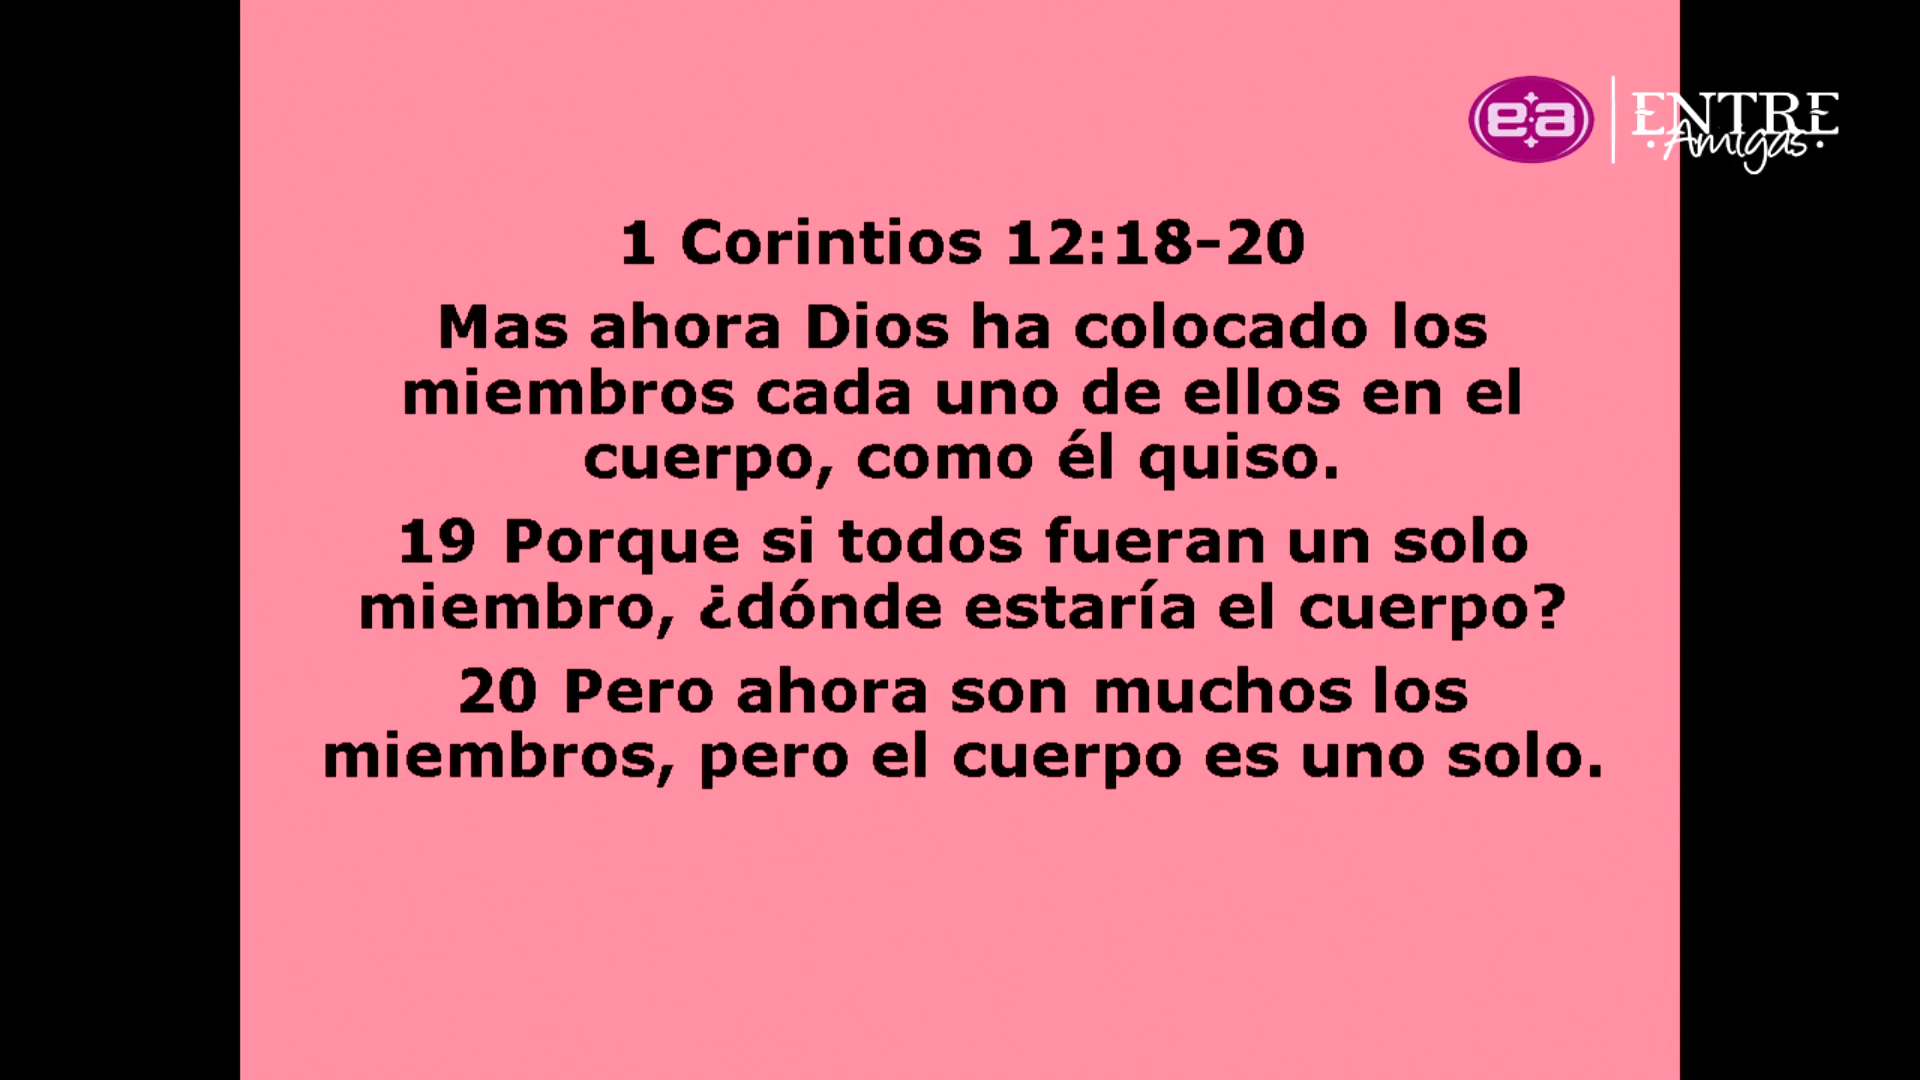 e·a
ENTRE
·Amigas·
1 Corintios 12:18-20
Mas ahora Dios ha colocado los
miembros cada uno de ellos en el
cuerpo, como él quiso.
19 Porque si todos fueran un solo
miembro, ¿dónde estaría el cuerpo?
20 Pero ahora son muchos los
miembros, pero el cuerpo es uno solo.